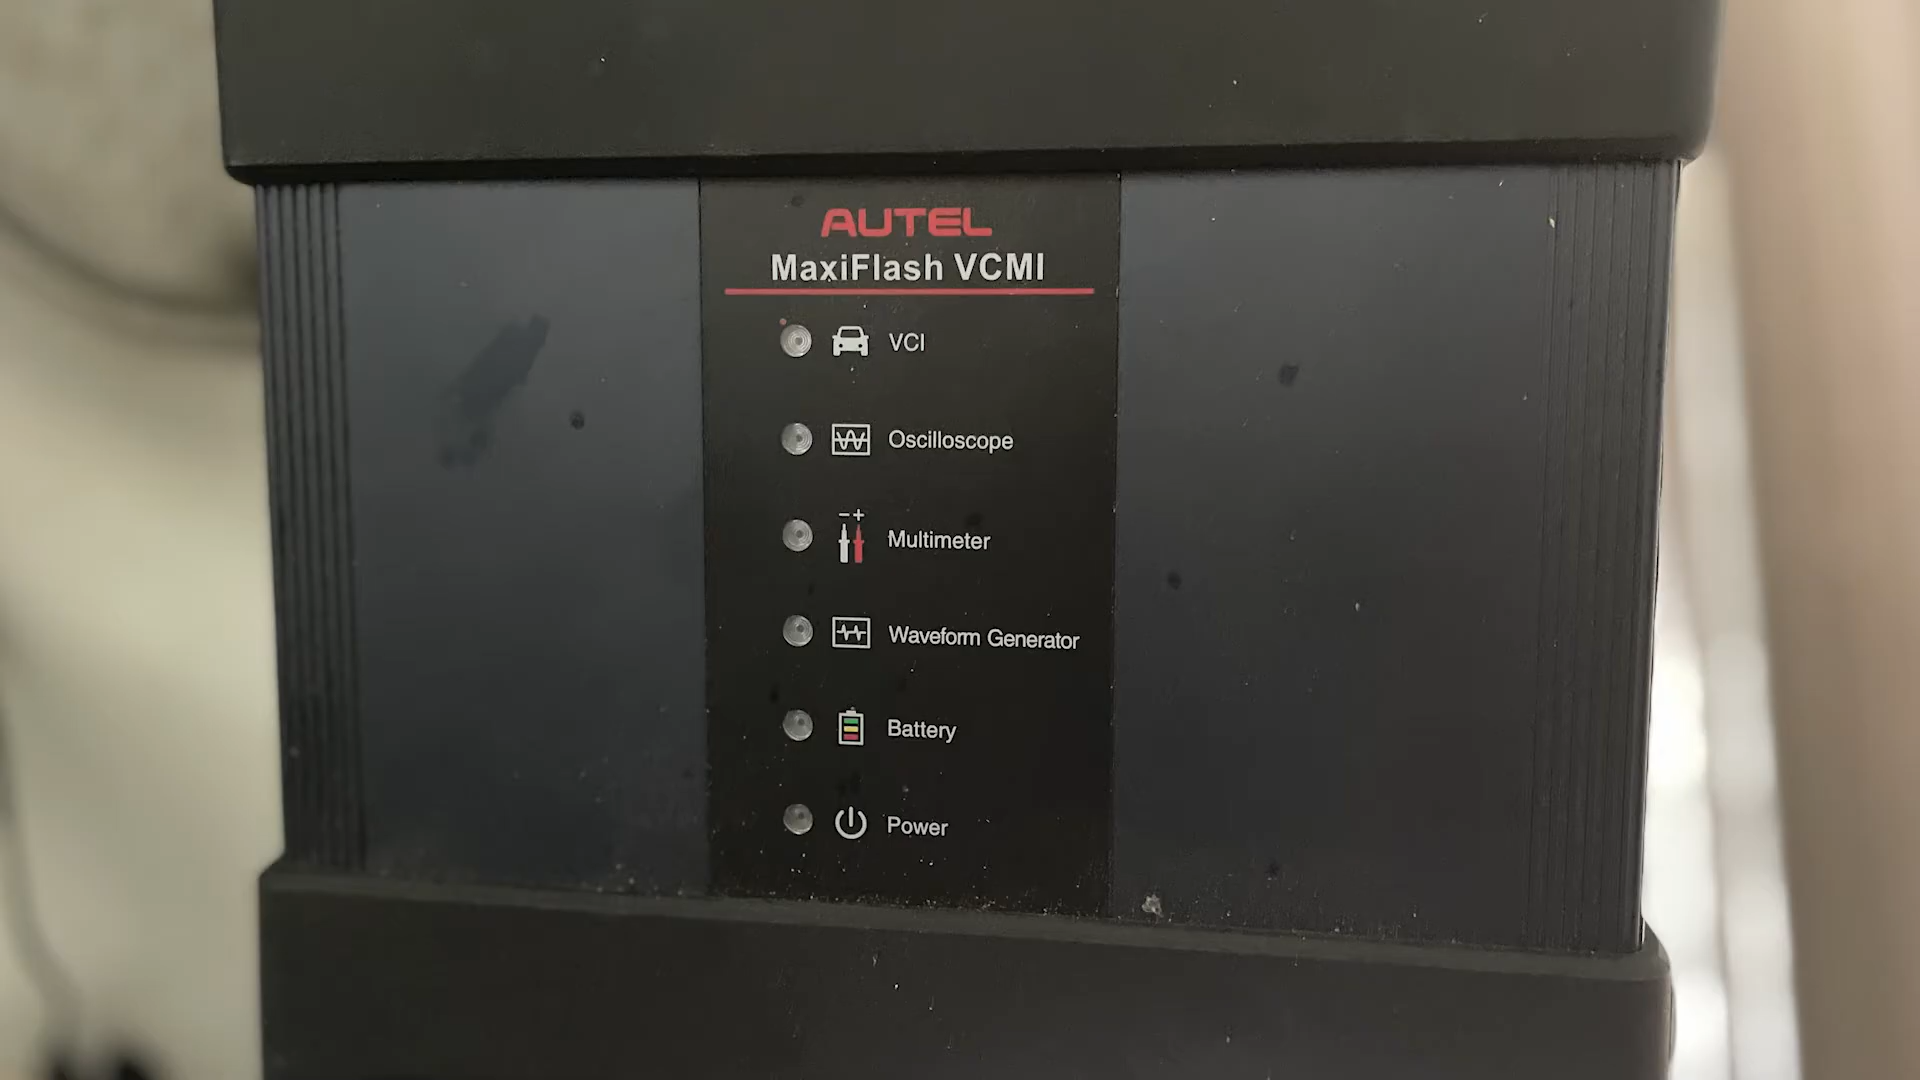 AUTEL
MaxiFlash VCMI
VCI
Oscilloscope
Multimeter
Waveform Generator
Battery
Power